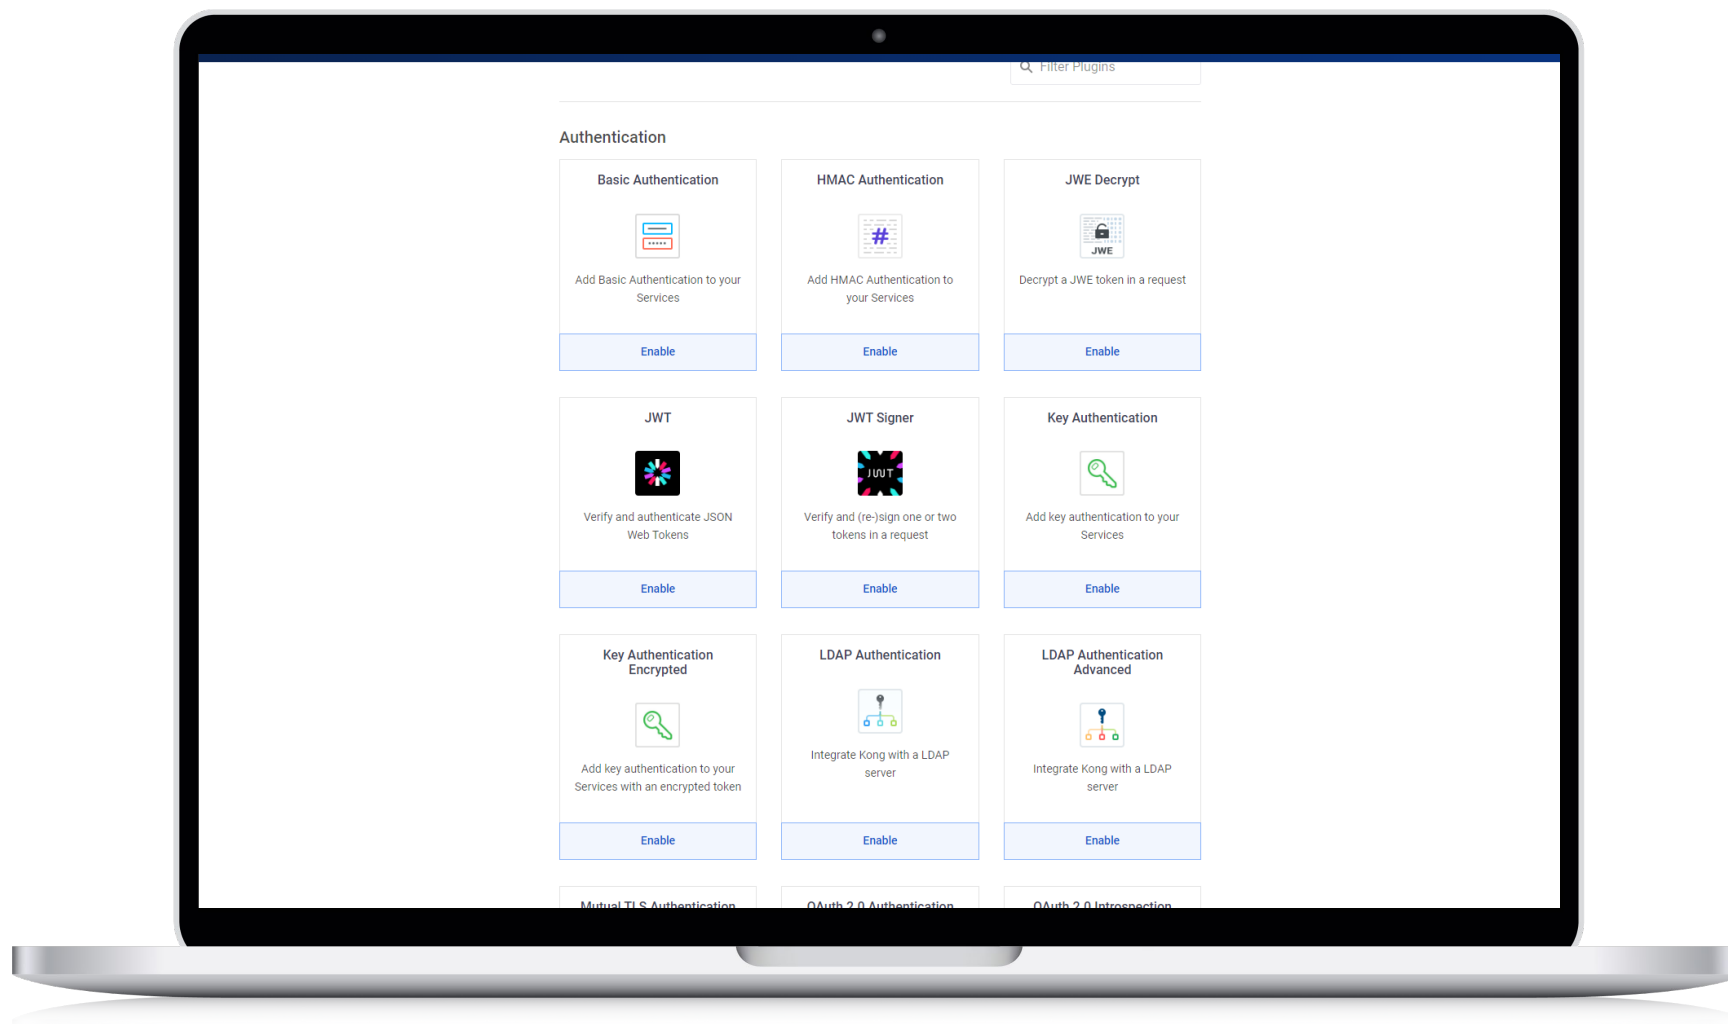 Filter Plugins
Authentication
Basic Authentication
Add Basic Authentication to your
Services
Enable
HMAC Authentication
#
Add HMAC Authentication to
your Services
Enable
JWE Decrypt
JWE
Decrypt a JWE token in a request
Enable
JWT
Verify and authenticate JSON
Web Tokens
Enable
JWT Signer
JWT
Verify and (re-)sign one or two
tokens in a request
Enable
Key Authentication
Add key authentication to your
Services
Enable
Key Authentication
Encrypted
Add key authentication to your
Services with an encrypted token
Enable
LDAP Authentication
Integrate Kong with a LDAP
server
Enable
LDAP Authentication
Advanced
Integrate Kong with a LDAP
server
Enable
Mutual TLS Authentication
OAuth 2.0 Authentication
OAuth 2.0 Introspection